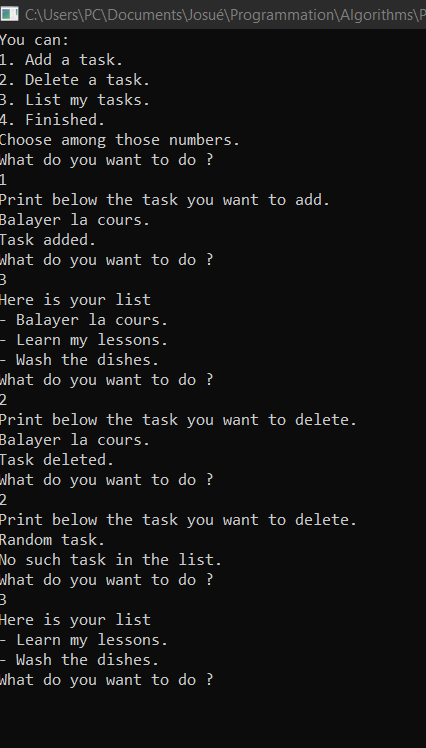 C:\Users\PC\Documents\Josué\Programmation\Algorithms\P
You can:
1. Add a task.
2. Delete a task.
3. List my tasks.
4. Finished.
Choose among those numbers.
What do you want to do ?
1
Print below the task you want to add.
Balayer la cours.
Task added.
What do you want to do ?
3
Here is your list
- Balayer la cours.
- Learn my lessons.
- Wash the dishes.
What do you want to do ?
2
Print below the task you want to delete.
Balayer la cours.
Task deleted.
What do you want to do ?
2
Print below the task you want to delete.
Random task.
No such task in the list.
What do you want to do ?
3
Here is your list
- Learn my lessons.
- Wash the dishes.
What do you want to do ?